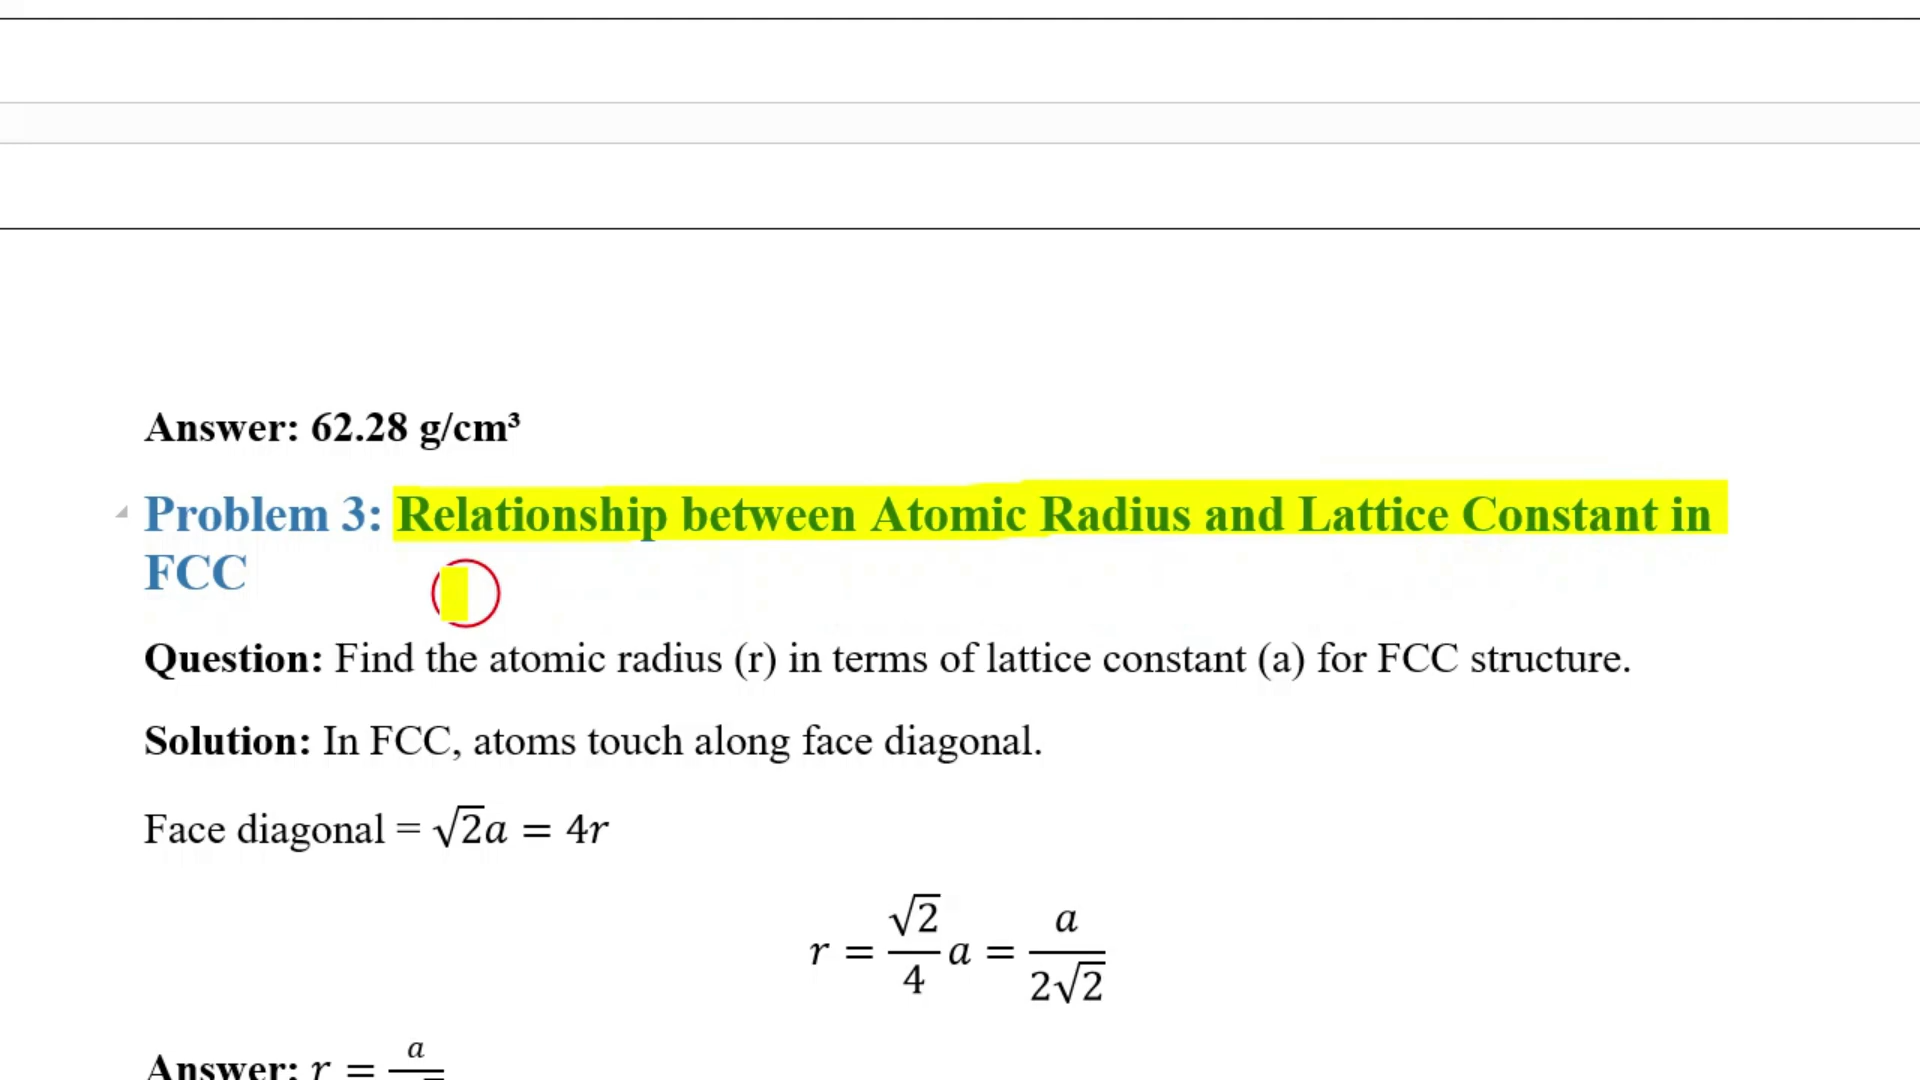 Answer: 62.28 g/cm³
Problem 3: Relationship between Atomic Radius and Lattice Constant in
FCC
Question: Find the atomic radius (r) in terms of lattice constant (a) for FCC structure.
Solution: In FCC, atoms touch along face diagonal.
Face diagonal = √2a = 4r
r = √2/4 a = a/2√2
Answer: r = a